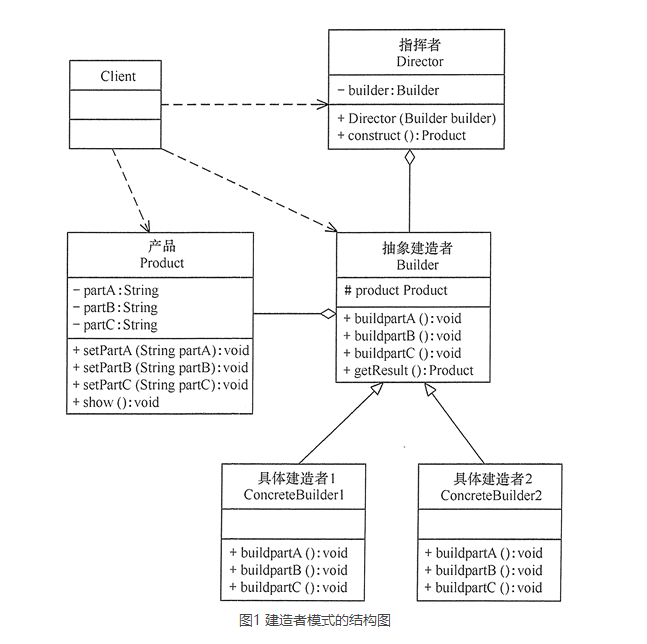 指挥者
Director
- builder:Builder
+ Director(Builder builder)
+ construct():Product
Client
产品
Product
- partA:String
- partB:String
- partC:String
+ setPartA(String partA):void
+ setPartB(String partB):void
+ setPartC(String partC):void
+ show():void
抽象建造者
Builder
# product Product
+ buildpartA():void
+ buildpartB():void
+ buildpartC():void
+ getResult():Product
具体建造者1
ConcreteBuilder1
+ buildpartA():void
+ buildpartB():void
+ buildpartC():void
具体建造者2
ConcreteBuilder2
+ buildpartA():void
+ buildpartB():void
+ buildpartC():void
图1 建造者模式的结构图